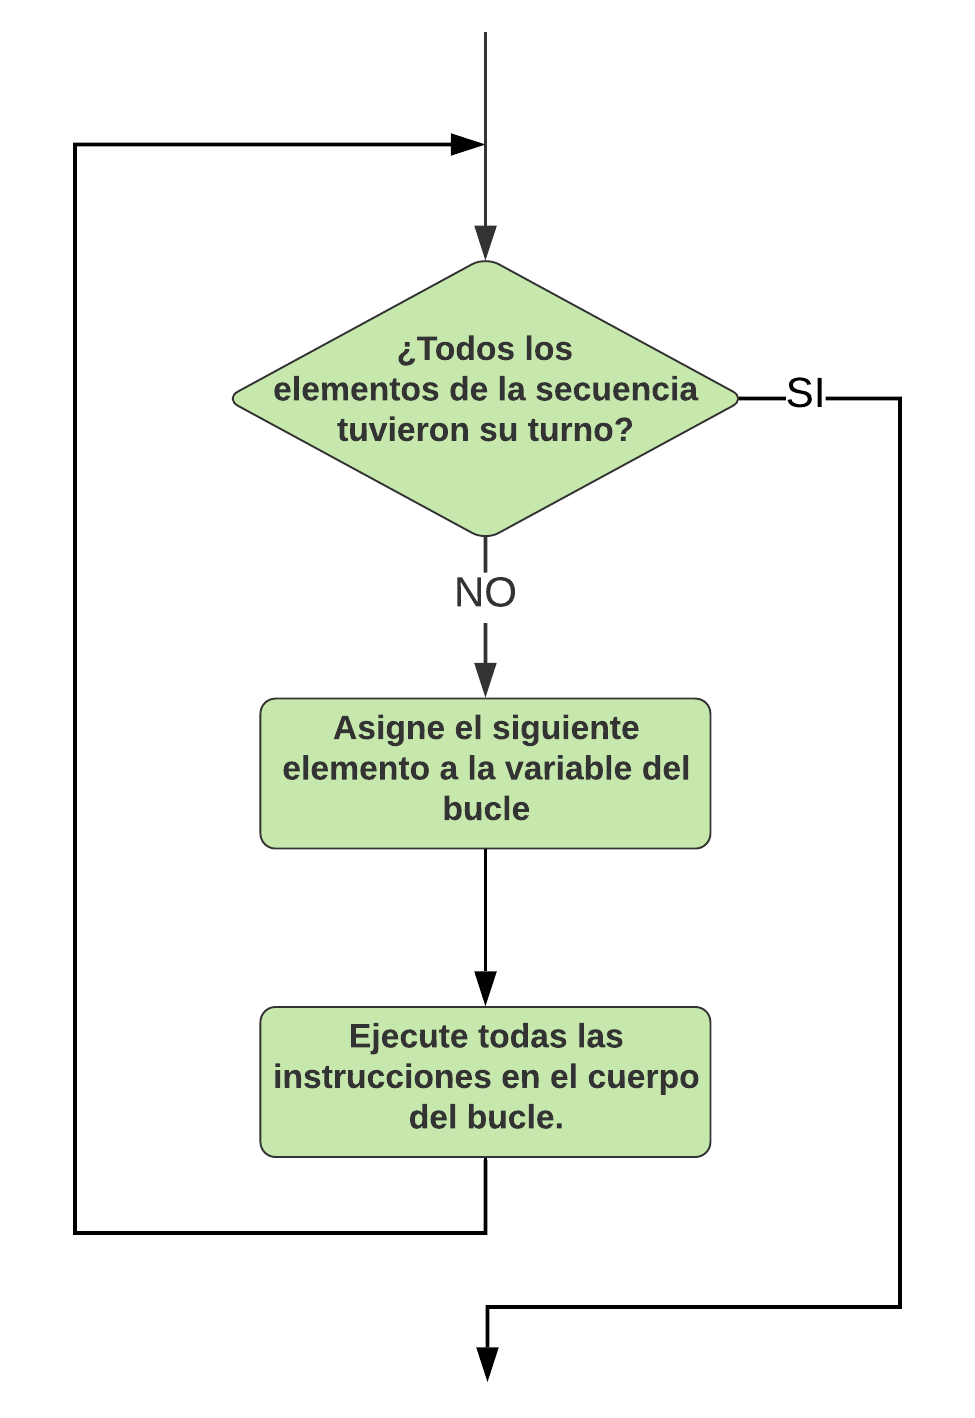 ¿Todos los
elementos de la secuencia
tuvieron su turno?
SI
NO
Asigne el siguiente
elemento a la variable del
bucle
Ejecute todas las
instrucciones en el cuerpo
del bucle.